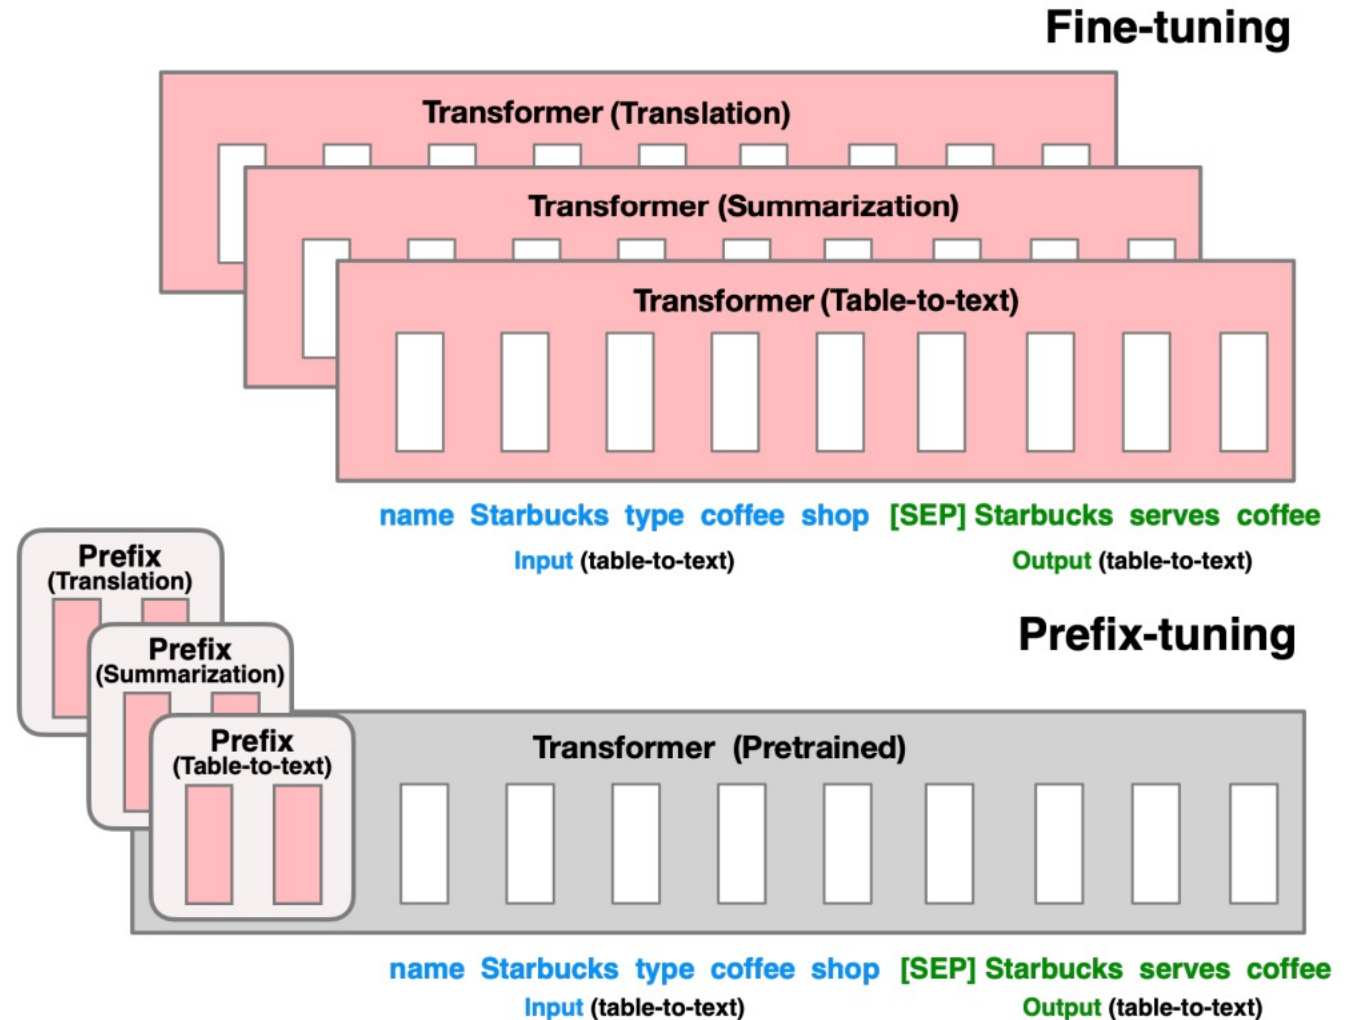 Fine-tuning
Transformer (Translation)
Transformer (Summarization)
Transformer (Table-to-text)
name Starbucks type coffee shop [SEP] Starbucks serves coffee
Input (table-to-text) Output (table-to-text)
Prefix
(Translation)
Prefix-tuning
Prefix
(Summarization)
Prefix
(Table-to-text)
Transformer (Pretrained)
name Starbucks type coffee shop [SEP] Starbucks serves coffee
Input (table-to-text) Output (table-to-text)